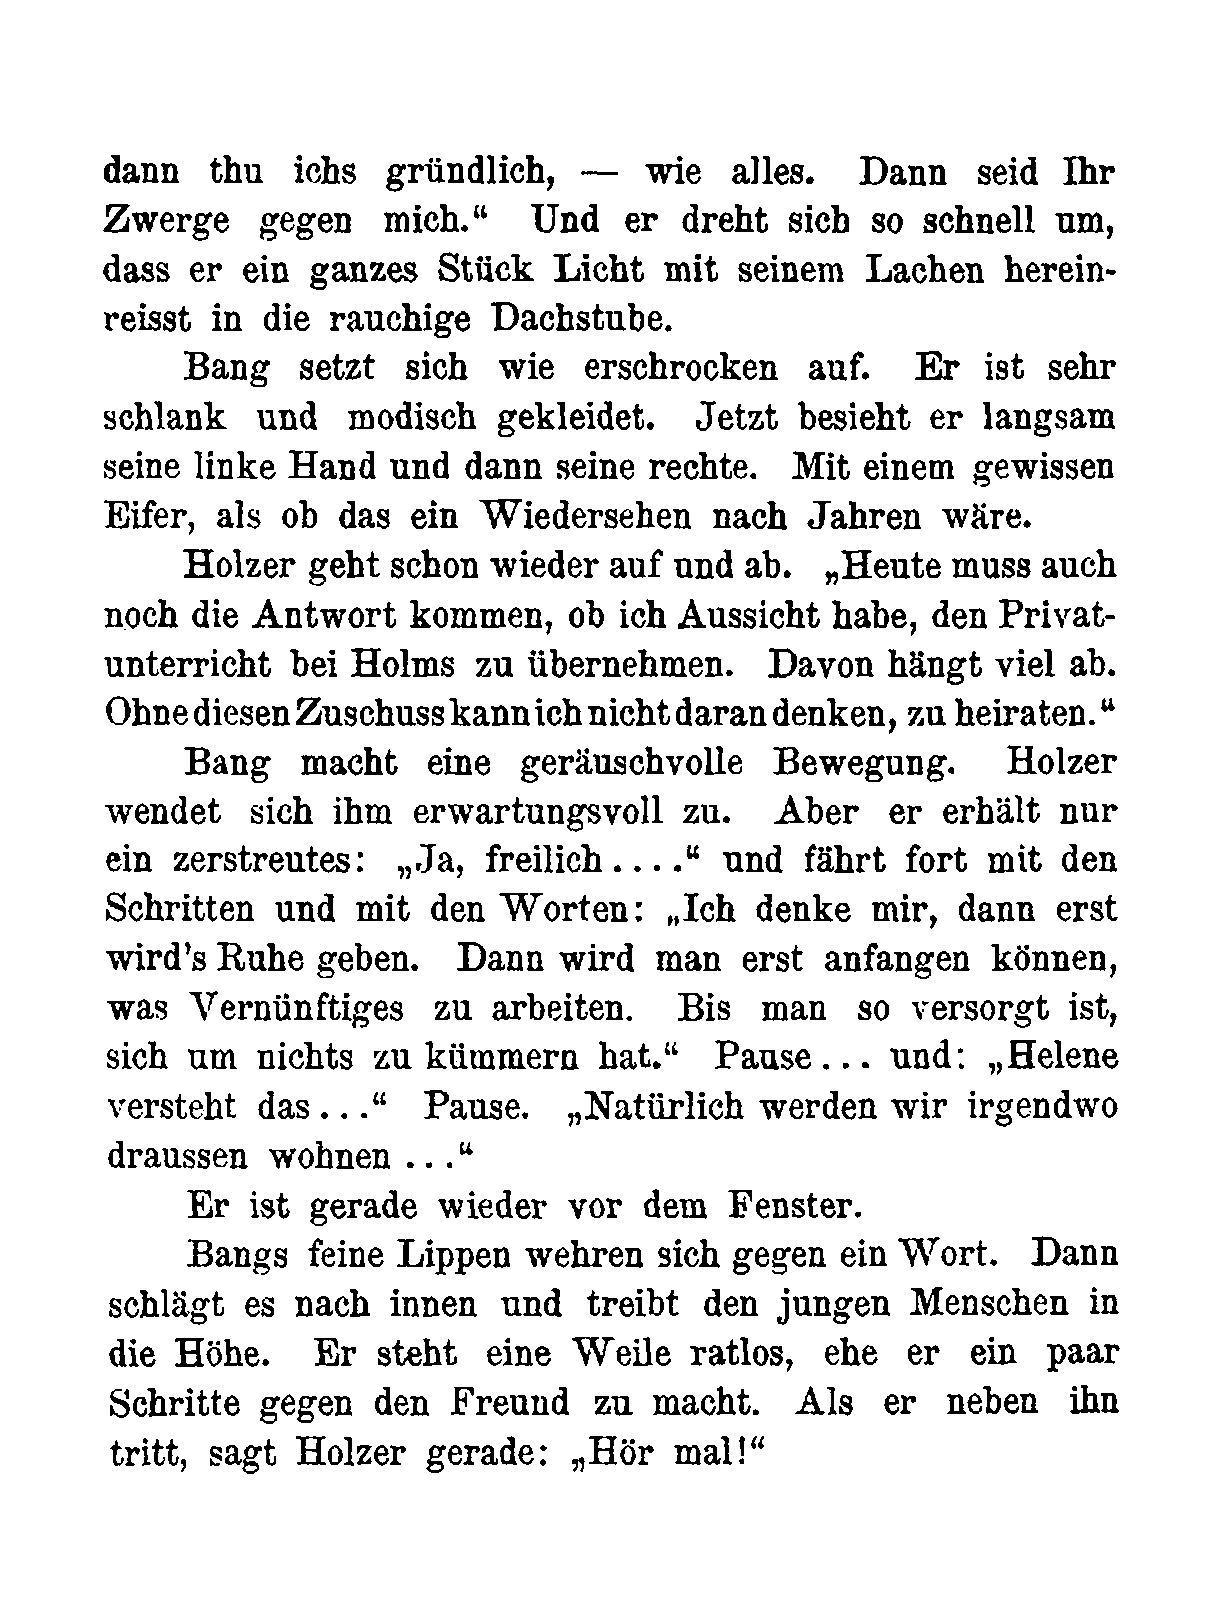 dann thu ichs gründlich, — wie alles. Dann seid Ihr
Zwerge gegen mich.“ Und er dreht sich so schnell um,
dass er ein ganzes Stück Licht mit seinem Lachen herein-
reisst in die rauchige Dachstube.
Bang setzt sich wie erschrocken auf. Er ist sehr
schlank und modisch gekleidet. Jetzt besieht er langsam
seine linke Hand und dann seine rechte. Mit einem gewissen
Eifer, als ob das ein Wiedersehen nach Jahren wäre.
Holzer geht schon wieder auf und ab. „Heute muss auch
noch die Antwort kommen, ob ich Aussicht habe, den Privat-
unterricht bei Holms zu übernehmen. Davon hängt viel ab.
Ohne diesen Zuschuss kann ich nicht daran denken, zu heiraten.“
Bang macht eine geräuschvolle Bewegung. Holzer
wendet sich ihm erwartungsvoll zu. Aber er erhält nur
ein zerstreutes: „Ja, freilich....“ und fährt fort mit den
Schritten und mit den Worten: „Ich denke mir, dann erst
wird's Ruhe geben. Dann wird man erst anfangen können,
was Vernünftiges zu arbeiten. Bis man so versorgt ist,
sich um nichts zu kümmern hat.“ Pause... und: „Helene
versteht das...“ Pause. „Natürlich werden wir irgendwo
draussen wohnen ...“
Er ist gerade wieder vor dem Fenster.
Bangs feine Lippen wehren sich gegen ein Wort. Dann
schlägt es nach innen und treibt den jungen Menschen in
die Höhe. Er steht eine Weile ratlos, ehe er ein paar
Schritte gegen den Freund zu macht. Als er neben ihn
tritt, sagt Holzer gerade: „Hör mal!“